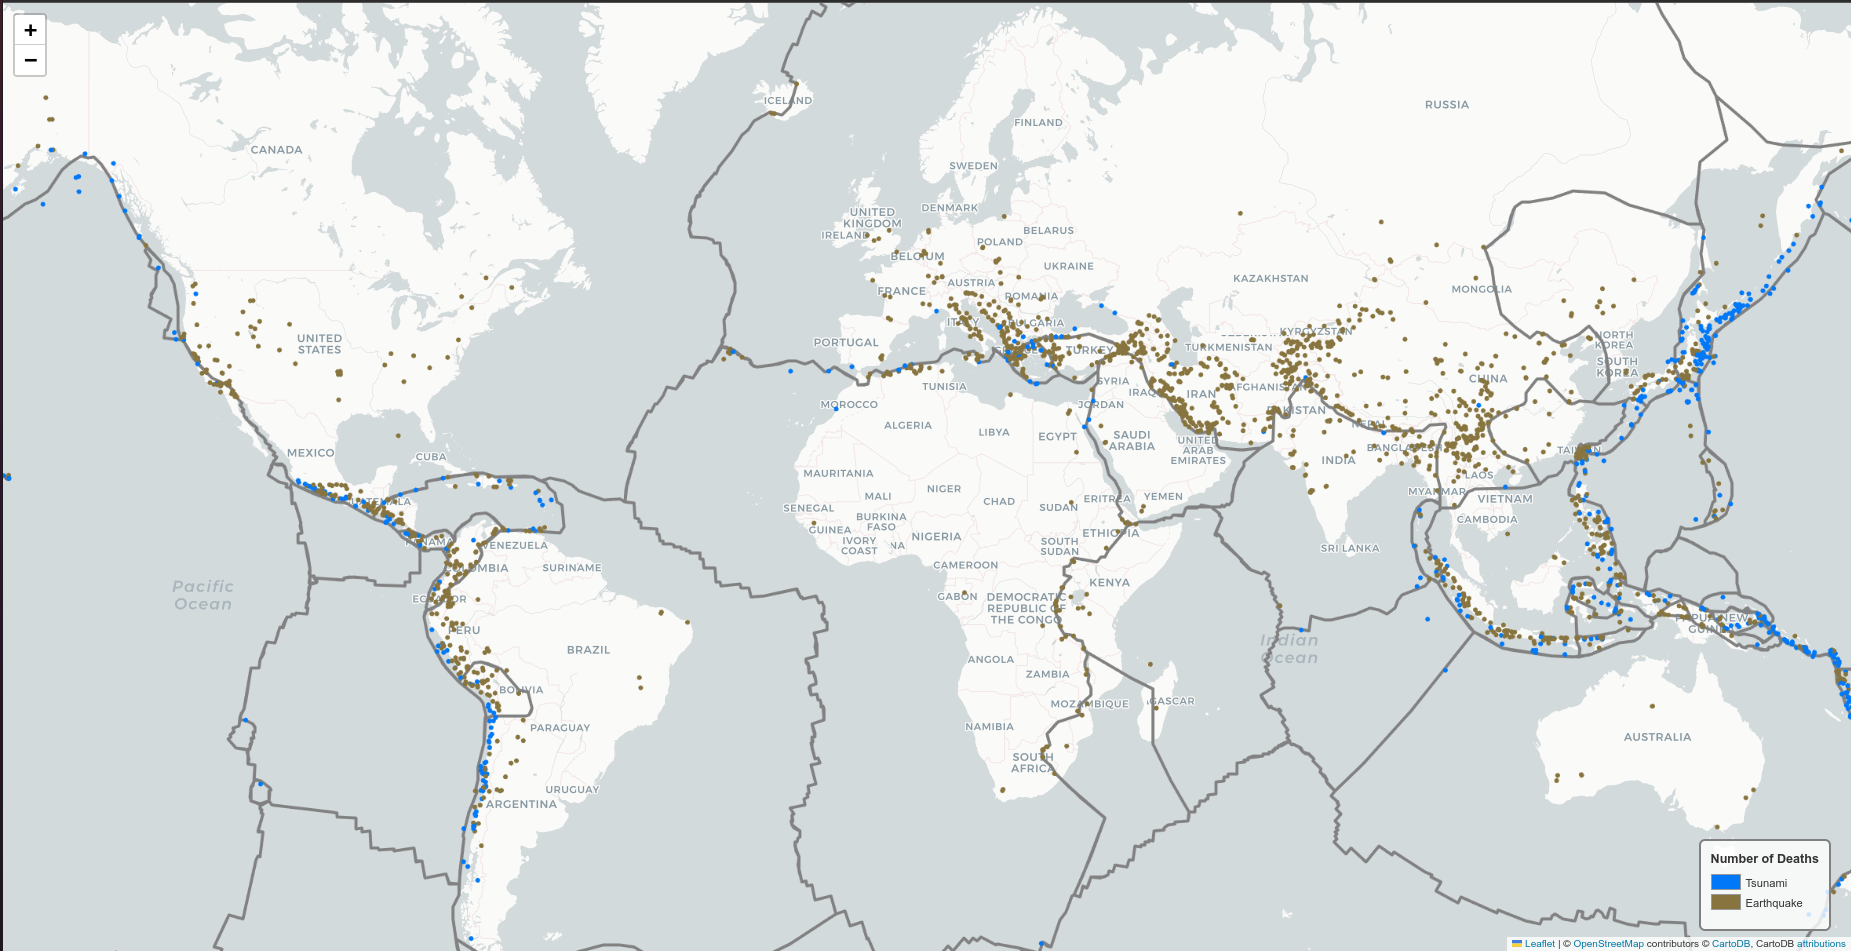 +
−
ICELAND
RUSSIA
FINLAND
CANADA
SWEDEN
DENMARK
UNITED
KINGDOM
IRELAND
BELARUS
POLAND
BELGIUM
UKRAINE
KAZAKHSTAN
AUSTRIA
FRANCE
MONGOLIA
ROMANIA
ITALY
BULGARIA
KYRGYZSTAN
NORTH
KOREA
UNITED
STATES
PORTUGAL
TURKEY
TURKMENISTAN
SOUTH
KOREA
CHINA
TUNISIA
SYRIA
IRAQ
IRAN
AFGHANISTAN
MOROCCO
JORDAN
PAKISTAN
ALGERIA
LIBYA
EGYPT
SAUDI
ARABIA
NEPAL
UNITED
ARAB
EMIRATES
BANGLADESH
MEXICO
CUBA
INDIA
TAIWAN
MAURITANIA
LAOS
NIGER
MALI
CHAD
ERITREA
YEMEN
MYANMAR
VIETNAM
GUATEMALA
SENEGAL
SUDAN
BURKINA
FASO
CAMBODIA
GUINEA
NIGERIA
ETHIOPIA
IVORY
COAST
NA
SOUTH
SUDAN
SRI LANKA
PANAMA
VENEZUELA
COLOMBIA
SURINAME
CAMEROON
KENYA
Pacific
Ocean
ECUADOR
GABON
DEMOCRATIC
REPUBLIC OF
THE CONGO
PAPUA NEW
GUINEA
PERU
Indian
Ocean
BRAZIL
ANGOLA
ZAMBIA
BOLIVIA
MOZAMBIQUE
GASCAR
PARAGUAY
NAMIBIA
AUSTRALIA
SOUTH
AFRICA
URUGUAY
ARGENTINA
Number of Deaths
Tsunami
Earthquake
Leaflet | © OpenStreetMap contributors © CartoDB, CartoDB attributions